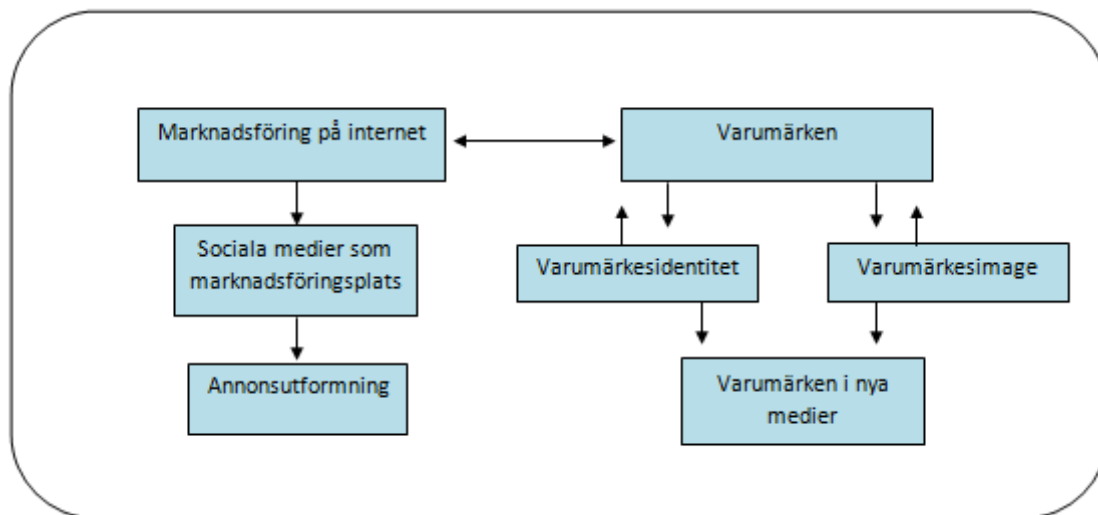 Marknadsföring på internet
Varumärken
Sociala medier som
marknadsföringsplats
Varumärkesidentitet
Varumärkesimage
Annonsutformning
Varumärken i nya
medier